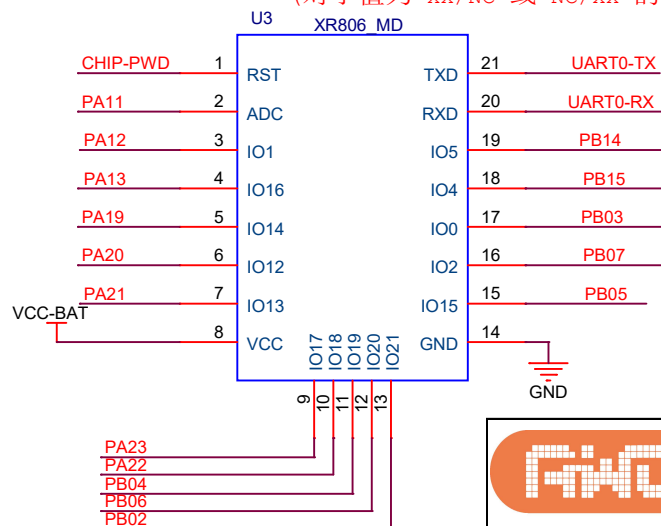 U3
XR806_MD
CHIP-PWD 1 RST TXD 21 UART0-TX
PA11 2 ADC RXD 20 UART0-RX
PA12 3 IO1 IO5 19 PB14
PA13 4 IO16 IO4 18 PB15
PA19 5 IO14 IO0 17 PB03
PA20 6 IO12 IO2 16 PB07
PA21 7 IO13 IO15 15 PB05
VCC-BAT 8 VCC GND 14
GND
IO17 IO18 IO19 IO20 IO21
9 10 11 12 13
PA23
PA22
PB04
PB06
PB02